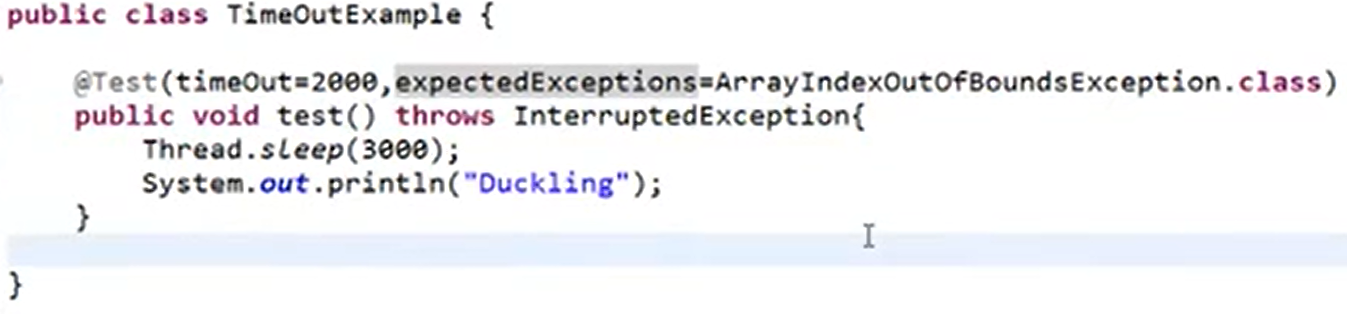 public class TimeOutExample {
@Test(timeOut=2000,expectedExceptions=ArrayIndexOutOfBoundsException.class)
public void test() throws InterruptedException{
Thread.sleep(3000);
System.out.println("Duckling");
}
}